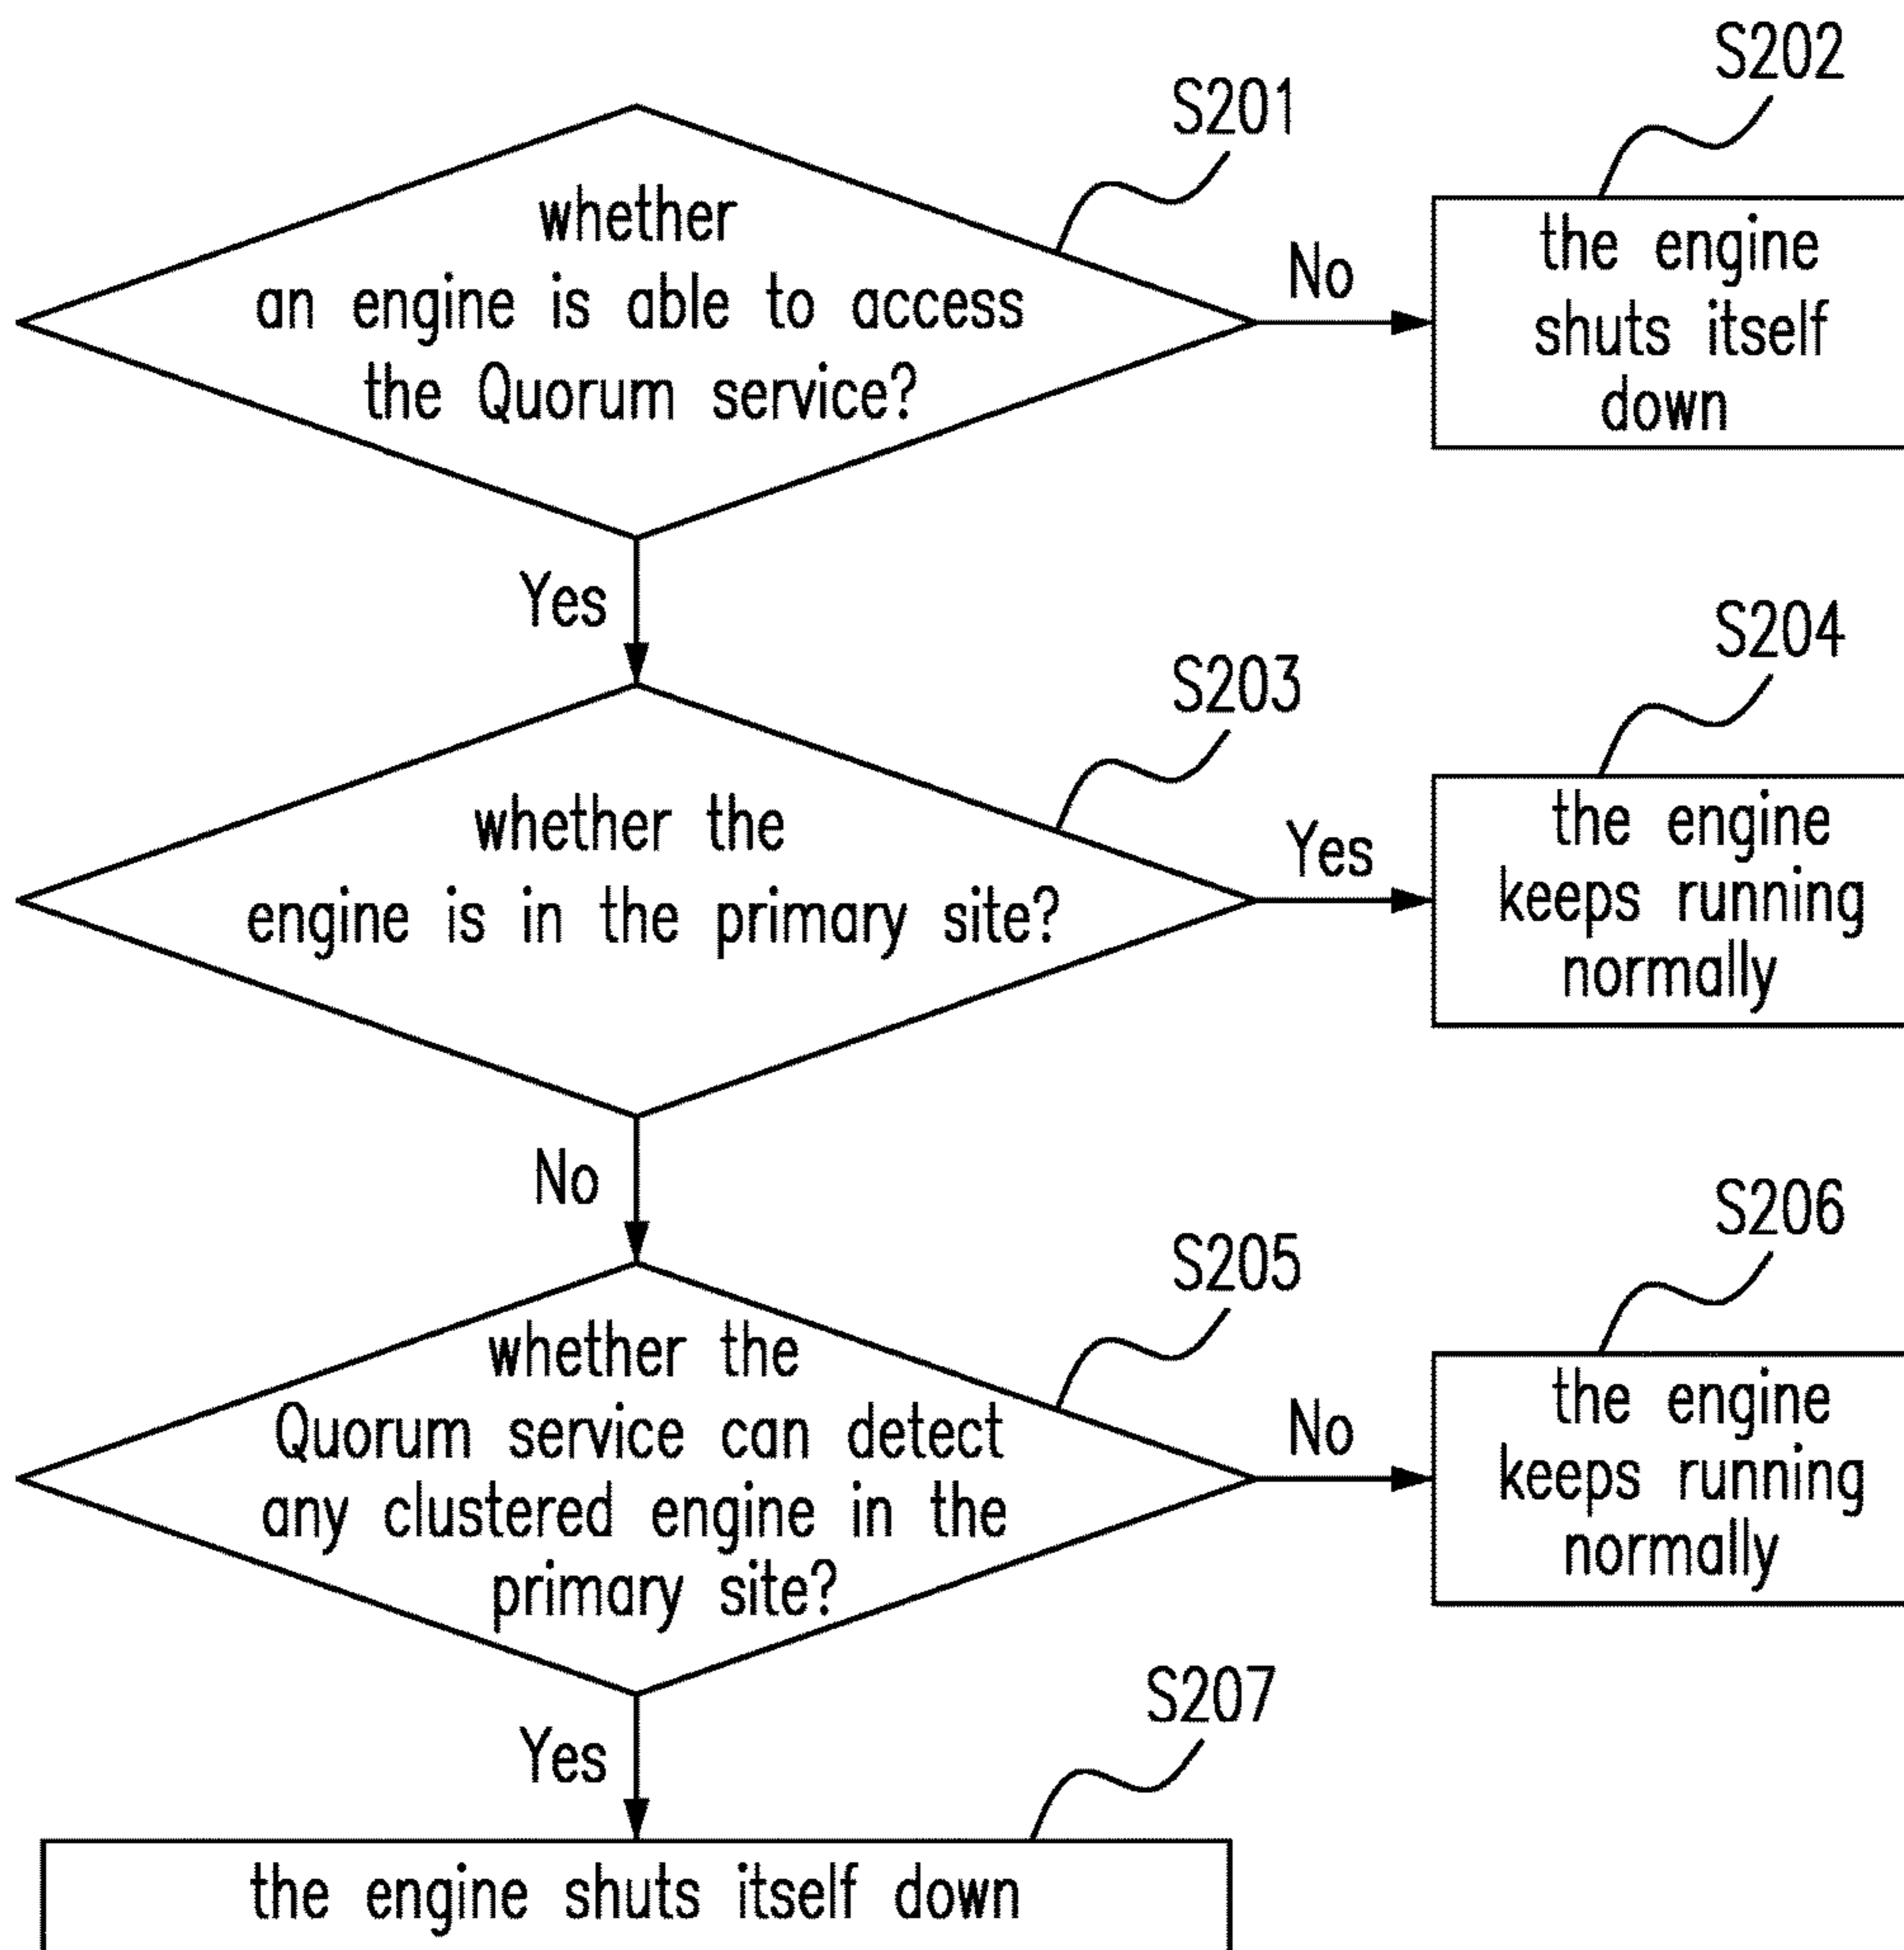 S201
whether
an engine is able to access
the Quorum service?
No
S202
the engine
shuts itself
down
Yes
S203
whether the
engine is in the primary site?
Yes
S204
the engine
keeps running
normally
No
S205
whether the
Quorum service can detect
any clustered engine in the
primary site?
No
S206
the engine
keeps running
normally
Yes
S207
the engine shuts itself down